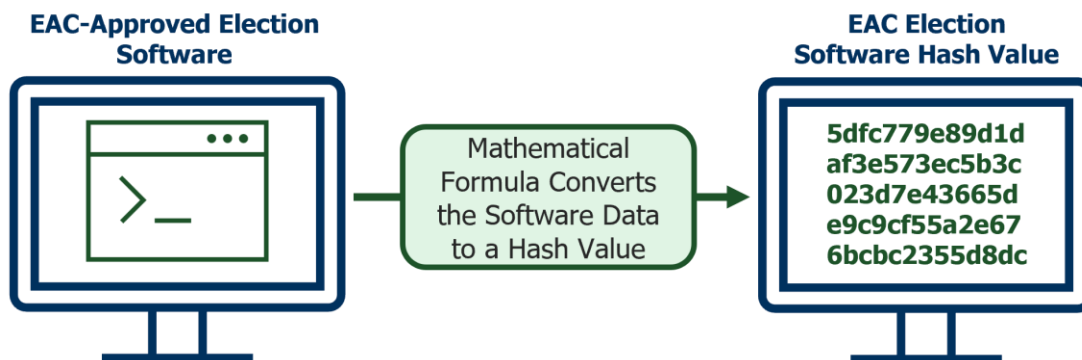 EAC-Approved Election
Software
>_
Mathematical
Formula Converts
the Software Data
to a Hash Value
EAC Election
Software Hash Value
5dfc779e89d1d
af3e573ec5b3c
023d7e43665d
e9c9cf55a2e67
6bcbc2355d8dc